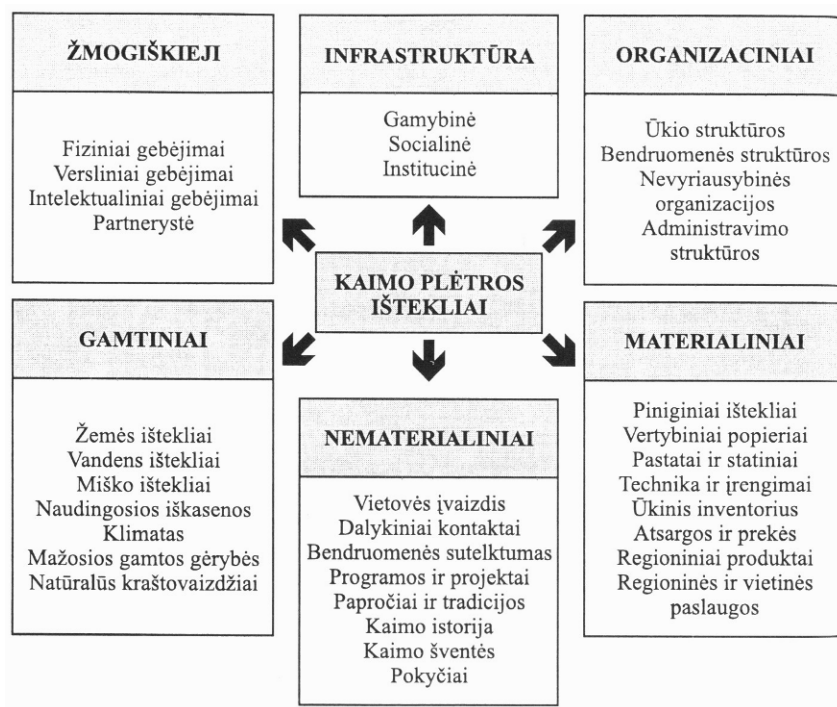 ŽMOGIŠKIEJI
Fiziniai gebėjimai
Versliniai gebėjimai
Intelektualiniai gebėjimai
Partnerystė
INFRASTRUKTŪRA
Gamybinė
Socialinė
Institucinė
ORGANIZACINIAI
Ūkio struktūros
Bendruomenės struktūros
Nevyriausybinės
organizacijos
Administravimo
struktūros
KAIMO PLĖTROS
IŠTEKLIAI
GAMTINIAI
Žemės ištekliai
Vandens ištekliai
Miško ištekliai
Naudingosios iškasenos
Klimatas
Mažosios gamtos gėrybės
Natūralūs kraštovaizdžiai
NEMATERIALINIAI
Vietovės įvaizdis
Dalykiniai kontaktai
Bendruomenės sutelktumas
Programos ir projektai
Papročiai ir tradicijos
Kaimo istorija
Kaimo šventės
Pokyčiai
MATERIALINIAI
Piniginiai ištekliai
Vertybiniai popieriai
Pastatai ir statiniai
Technika ir įrengimai
Ūkinis inventorius
Atsargos ir prekės
Regioniniai produktai
Regioninės ir vietinės
paslaugos